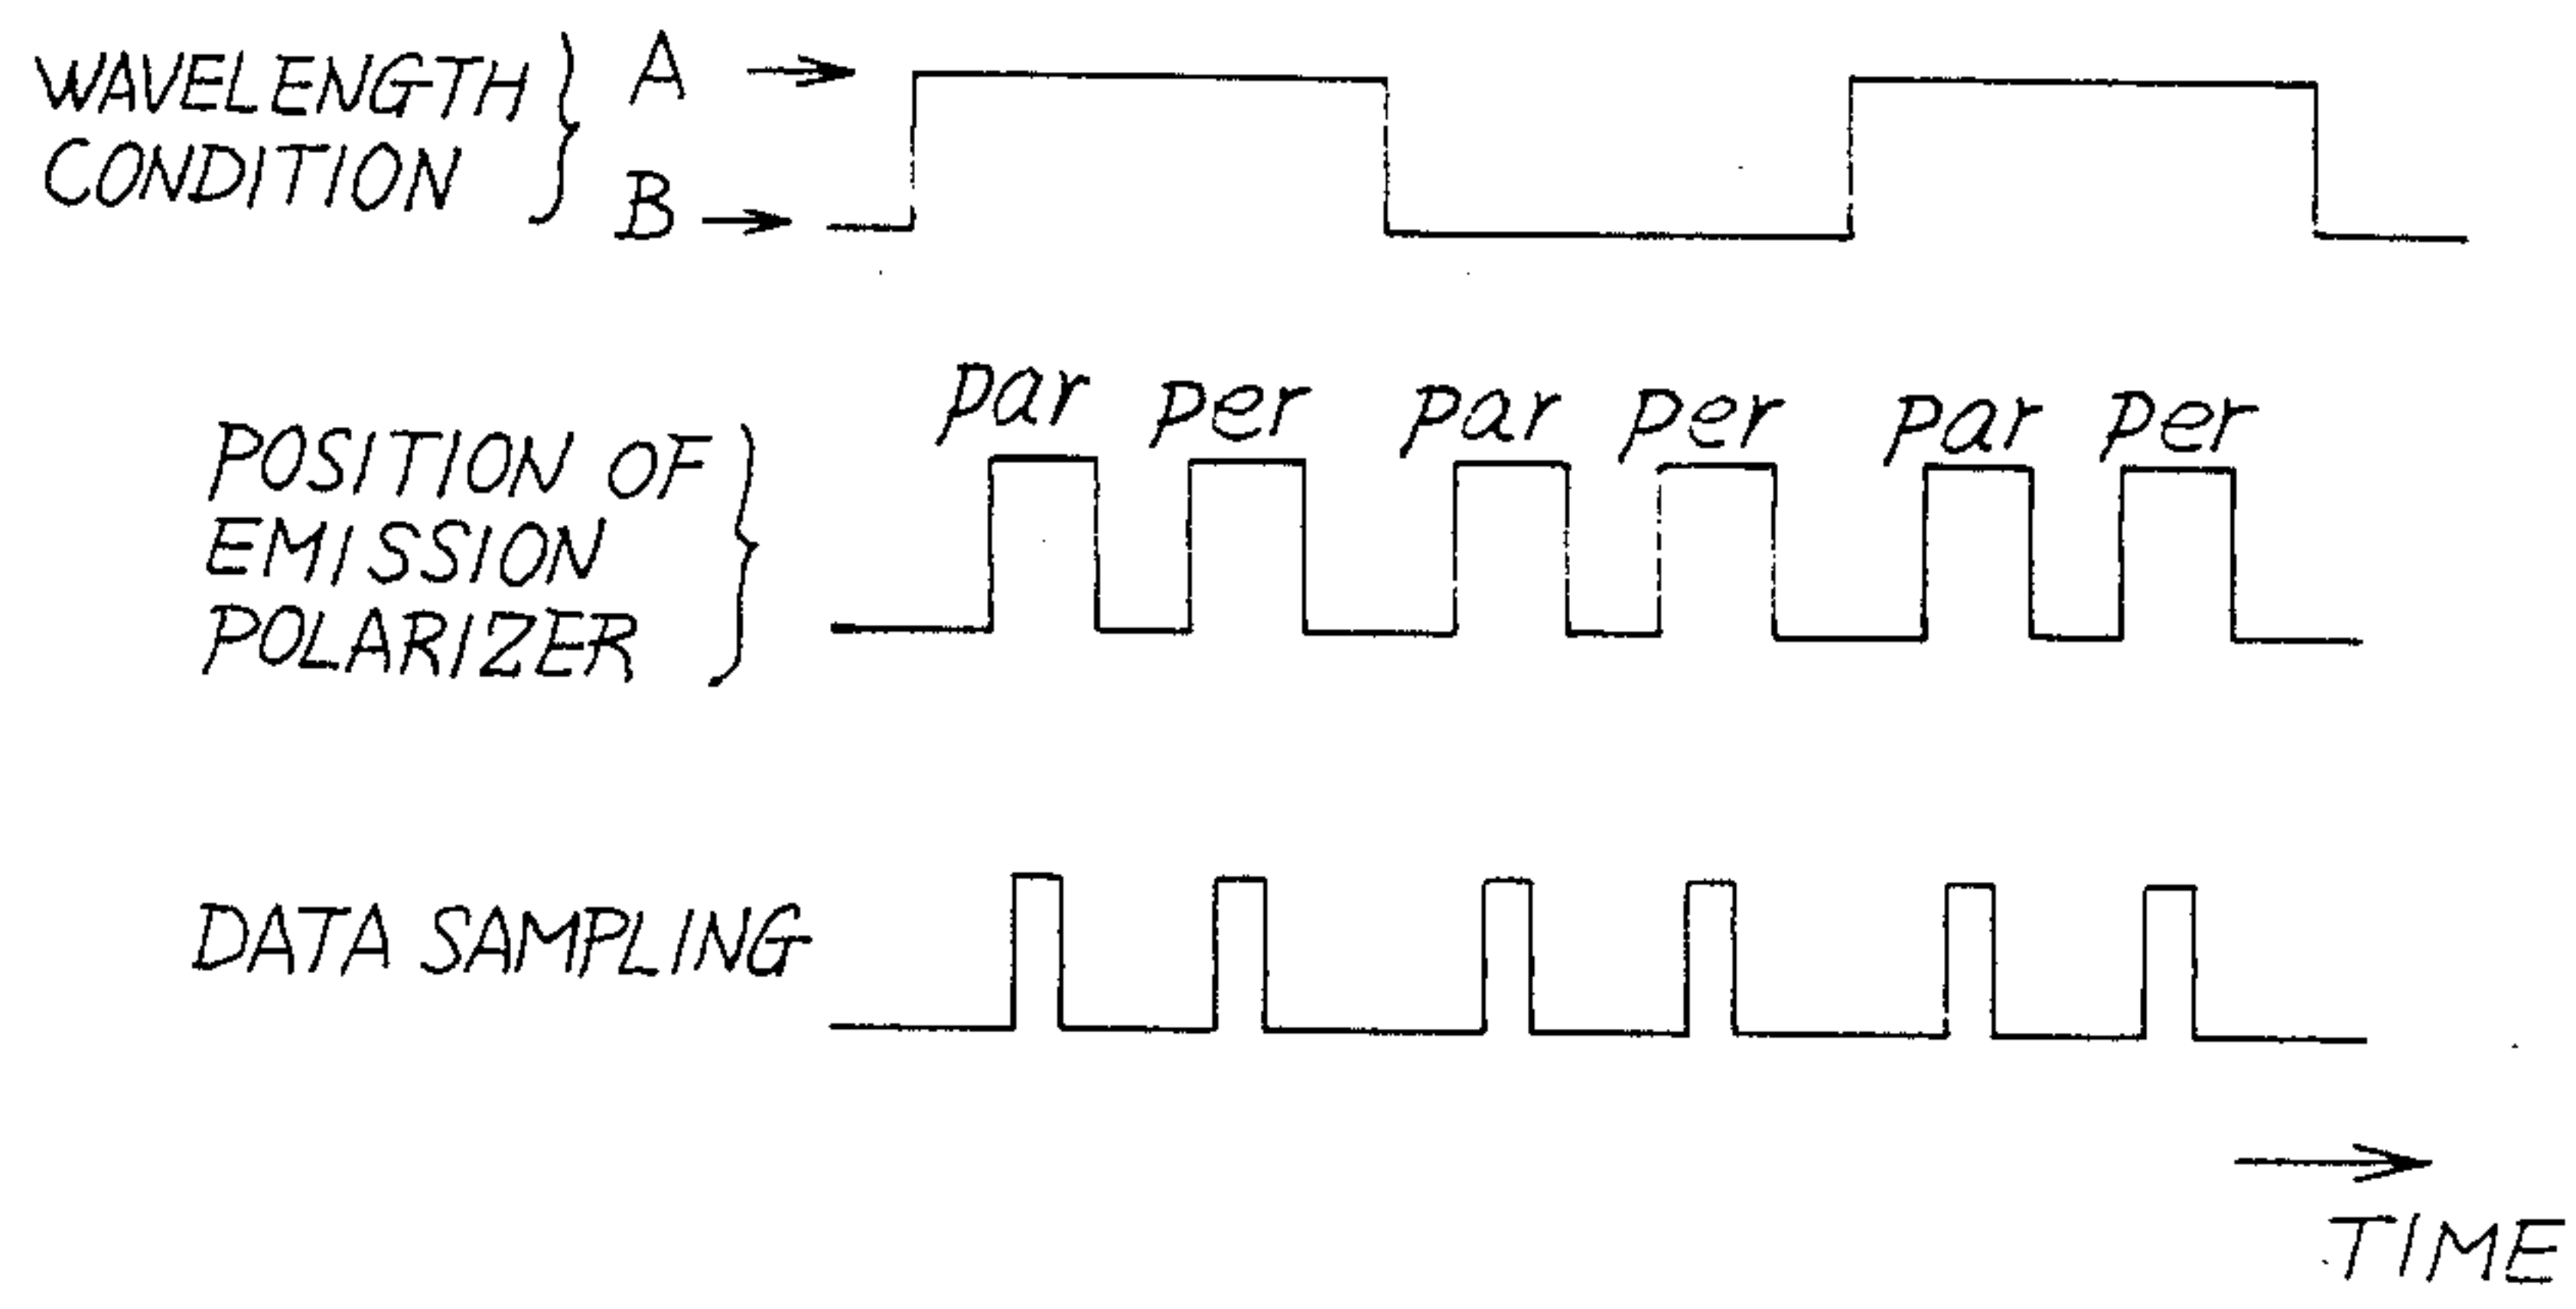 WAVELENGTH
CONDITION
A
B
par per par per par per
POSITION OF
EMISSION
POLARIZER
DATA SAMPLING
TIME